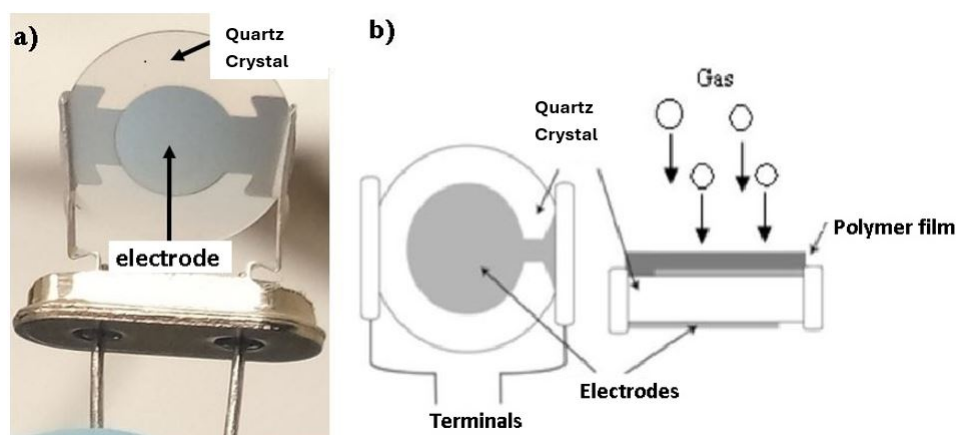 a)
Quartz
Crystal
electrode
b)
Gas
Quartz
Crystal
Polymer film
Electrodes
Terminals